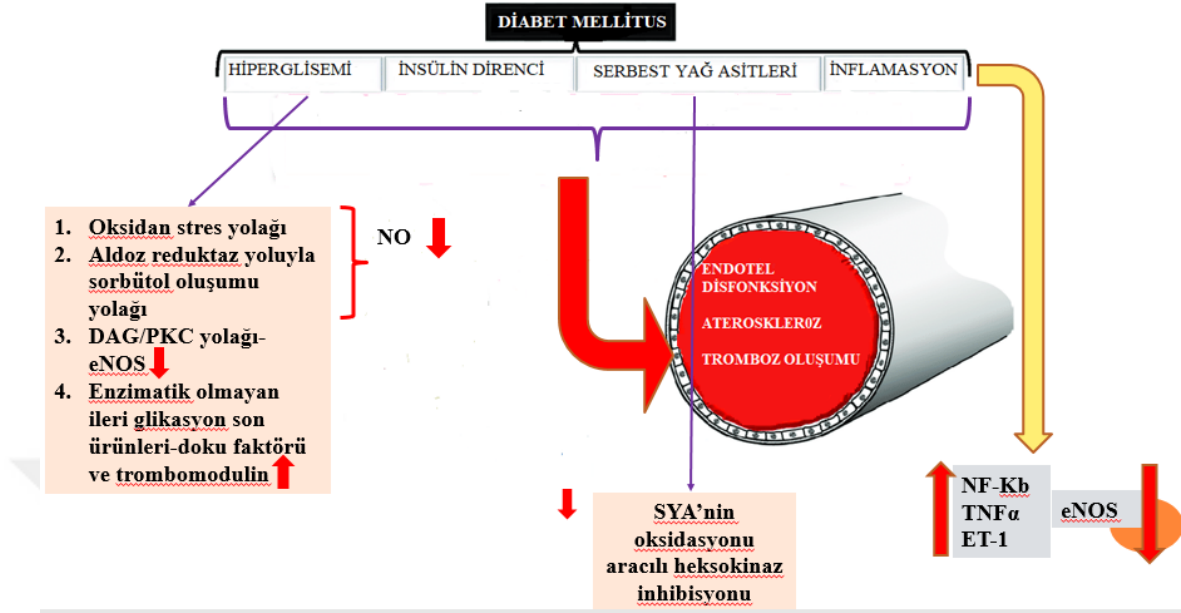 DİABET MELLİTUS
HİPERGLİSEMİ
İNSÜLİN DİRENCİ
SERBEST YAĞ ASİTLERİ
İNFLAMASYON
1. Oksidan stres yolağı
2. Aldoz reduktaz yoluyla
sorbütol oluşumu
yolağı
3. DAG/PKC yolağı-
eNOS
4. Enzimatik olmayan
ileri glikasyon son
ürünleri-doku faktörü
ve trombomodulin
NO
ENDOTEL
DİSFONKSİYON
ATEROSKLER0Z
TROMBOZ OLUŞUMU
SYA’nin
oksidasyonu
aracılı heksokinaz
inhibisyonu
NF-Kb
TNFα
ET-1
eNOS